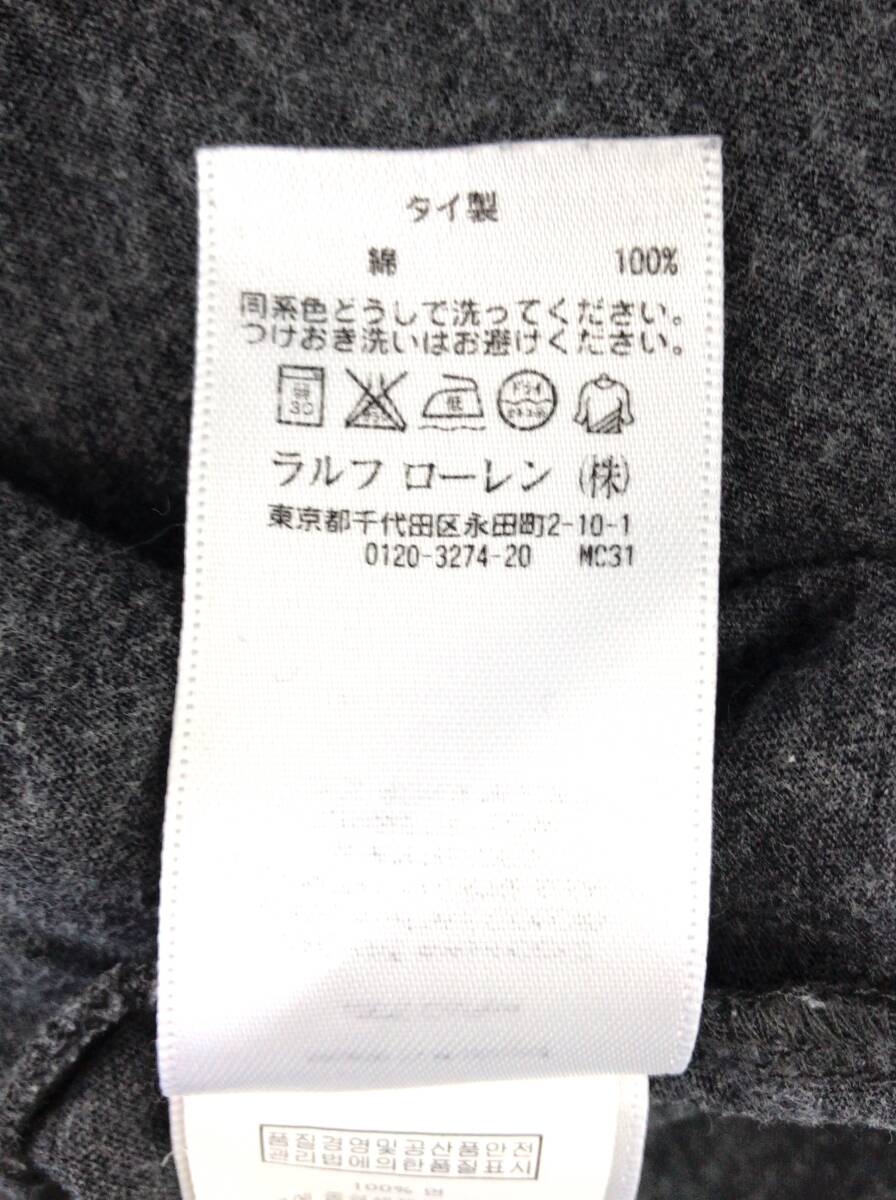 タイ製
綿 100%
同系色どうしで洗ってください。
つけおき洗いはお避けください。
弱 30 低 ドライ
ラルフ ローレン (株)
東京都千代田区永田町2-10-1
0120-3274-20 MC31
품질경영및공산품안전
관리법에의한품질표시
100% 면